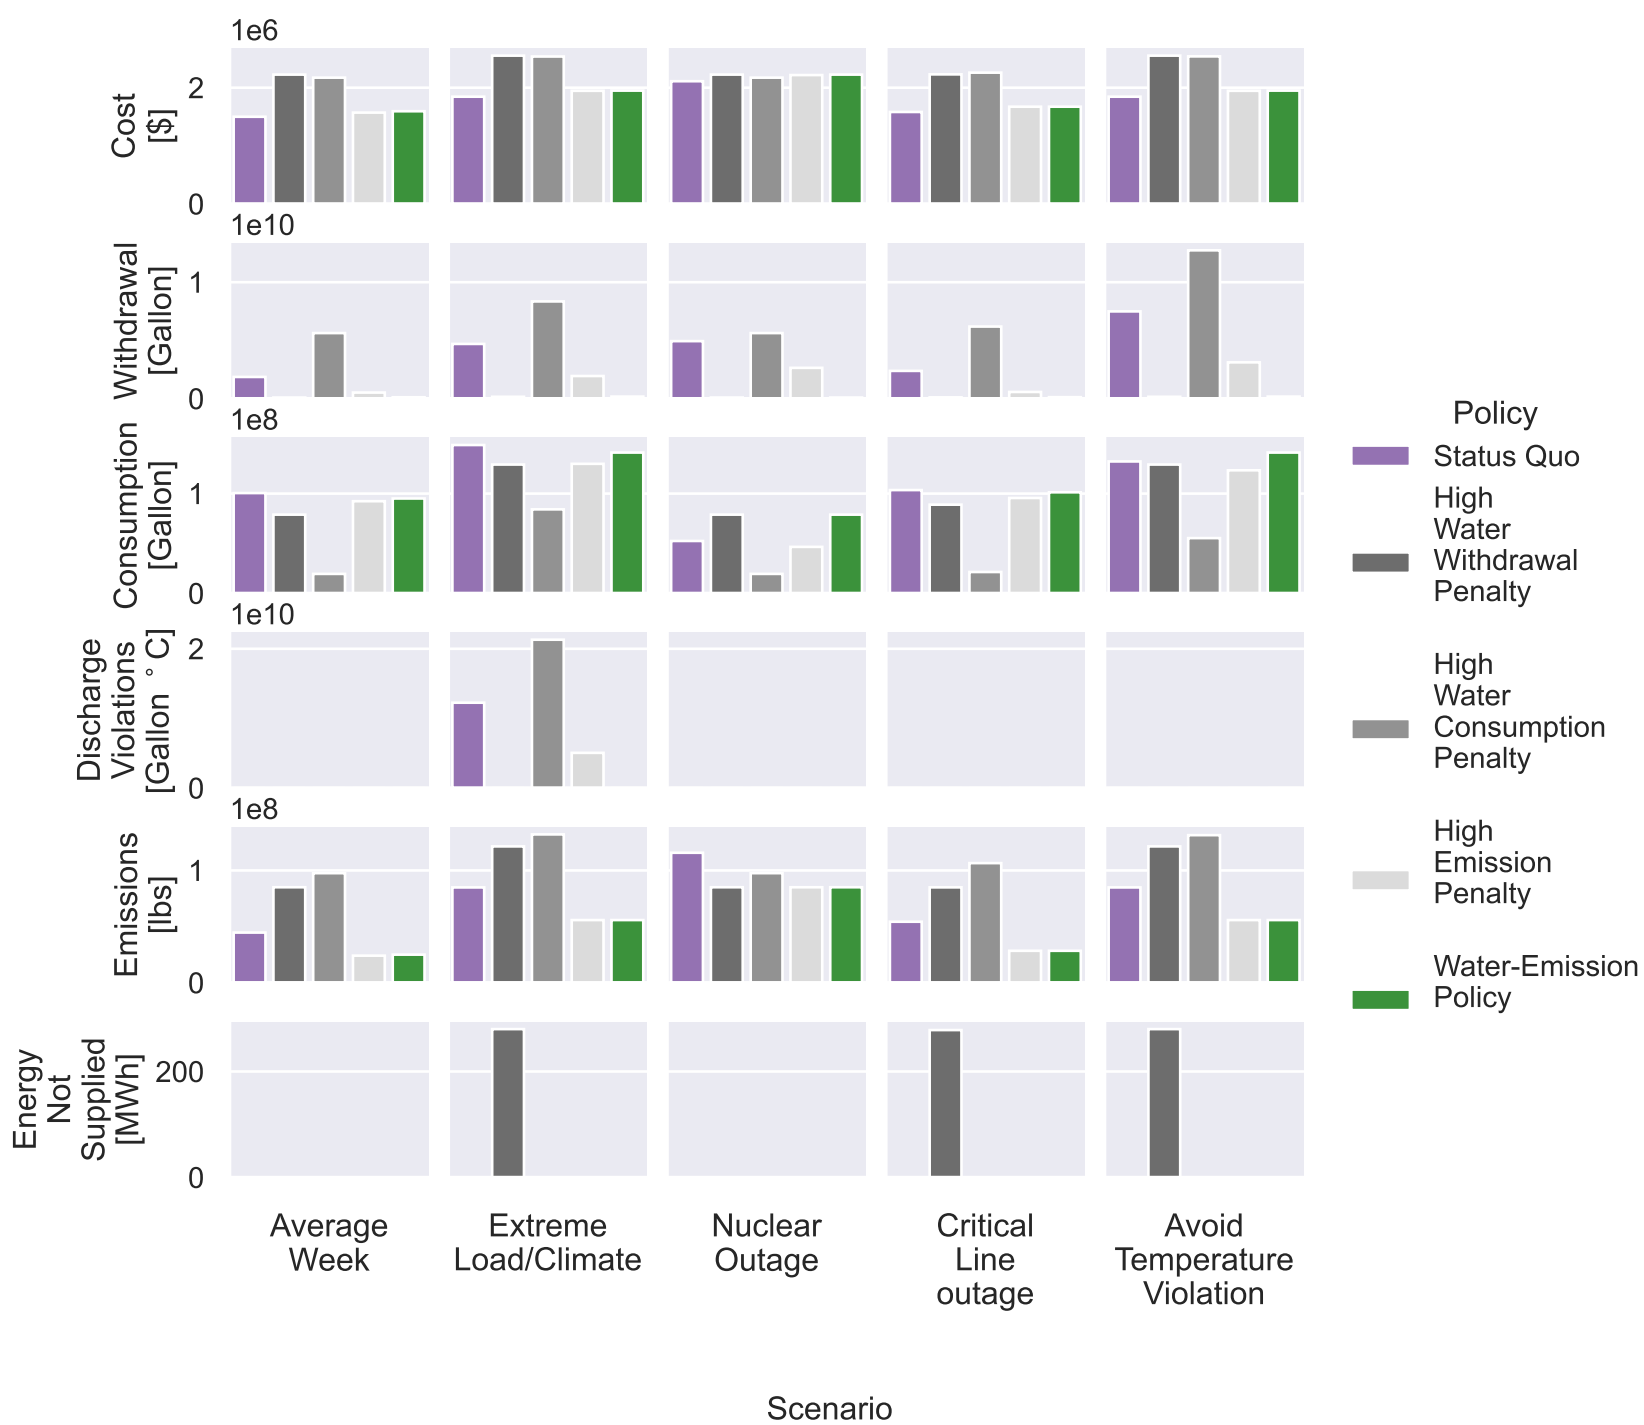 1e6
Cost
[$]
2
0
1e10
Withdrawal
[Gallon]
1
0
1e8
Consumption
[Gallon]
1
0
1e10
Discharge
Violations
[Gallon °C]
2
0
1e8
Emissions
[lbs]
1
0
Energy
Not
Supplied
[MWh]
200
0
Average
Week
Extreme
Load/Climate
Nuclear
Outage
Critical
Line
outage
Avoid
Temperature
Violation
Scenario
Policy
Status Quo
High
Water
Withdrawal
Penalty
High
Water
Consumption
Penalty
High
Emission
Penalty
Water-Emission
Policy